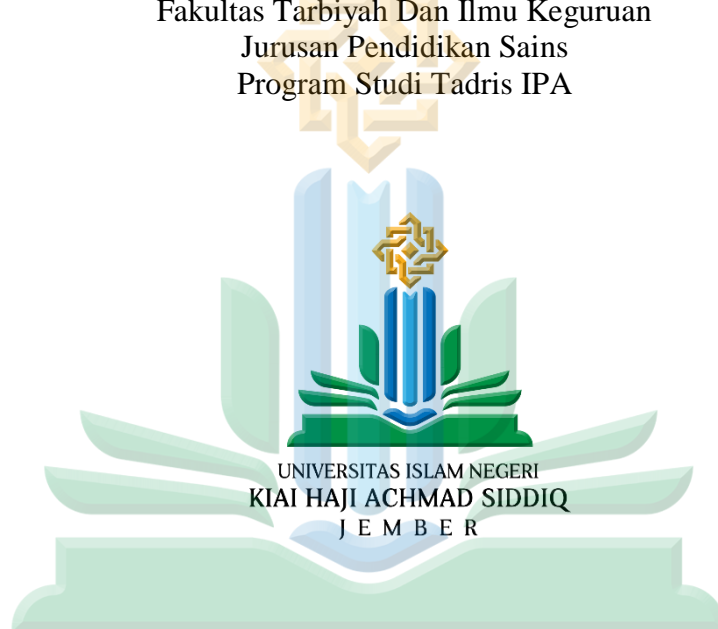 Fakultas Tarbiyah Dan Ilmu Keguruan
Jurusan Pendidikan Sains
Program Studi Tadris IPA
UNIVERSITAS ISLAM NEGERI
KIAI HAJI ACHMAD SIDDIQ
J E M B E R